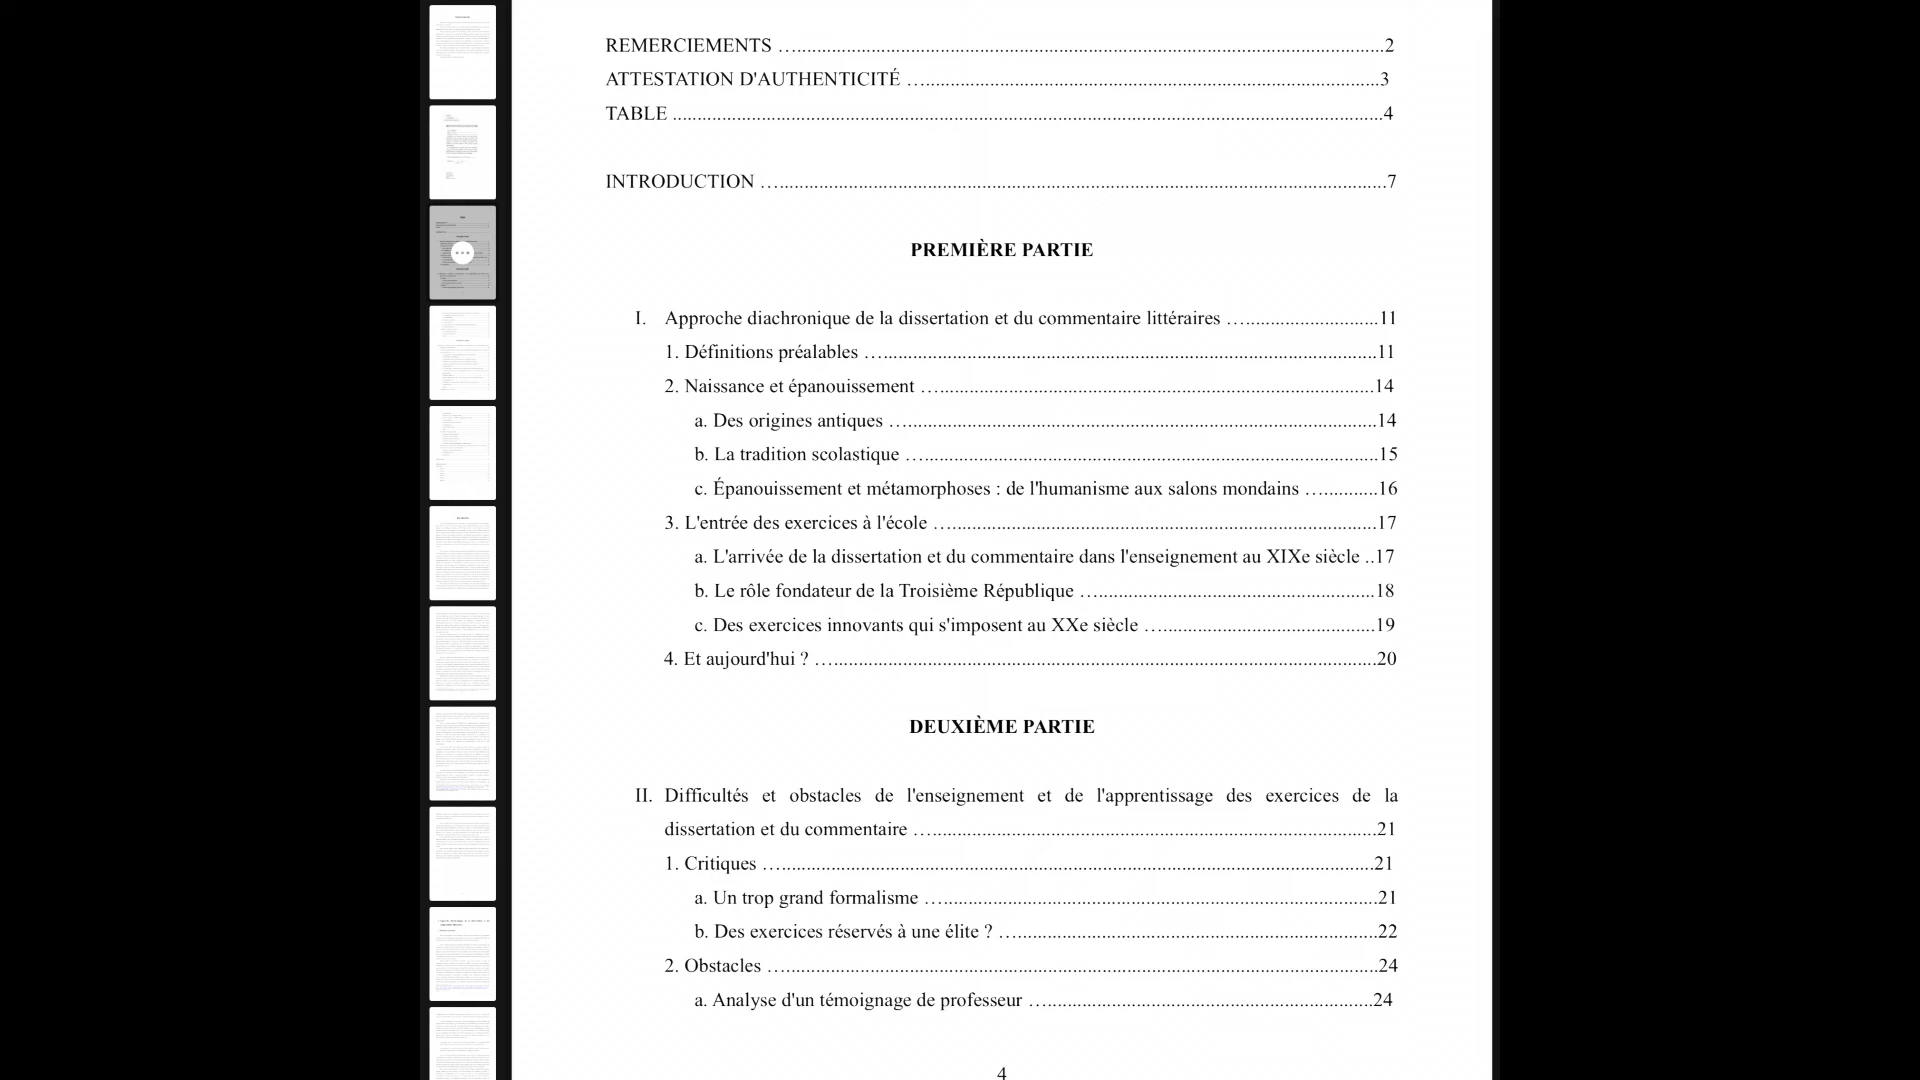 REMERCIEMENTS …...........................................................................................................................2
ATTESTATION D'AUTHENTICITÉ …..............................................................................................3
TABLE .................................................................................................................................................4
INTRODUCTION …............................................................................................................................7
PREMIÈRE PARTIE
I. Approche diachronique de la dissertation et du commentaire littéraires ….............................11
1. Définitions préalables ….........................................................................................................11
2. Naissance et épanouissement …..............................................................................................14
a. Des origines antiques …....................................................................................................14
b. La tradition scolastique ….................................................................................................15
c. Épanouissement et métamorphoses : de l'humanisme aux salons mondains …..............16
3. L'entrée des exercices à l'école …...........................................................................................17
a. L'arrivée de la dissertation et du commentaire dans l'enseignement au XIXe siècle ..17
b. Le rôle fondateur de la Troisième République ….............................................................18
c. Des exercices innovants qui s'imposent au XXe siècle …................................................19
4. Et aujourd'hui ? ….................................................................................................................20
DEUXIÈME PARTIE
II. Difficultés et obstacles de l'enseignement et de l'apprentissage des exercices de la
dissertation et du commentaire …..............................................................................................21
1. Critiques ….............................................................................................................................21
a. Un trop grand formalisme ….............................................................................................21
b. Des exercices réservés à une élite ? …..............................................................................22
2. Obstacles …............................................................................................................................24
a. Analyse d'un témoignage de professeur ….......................................................................24
4